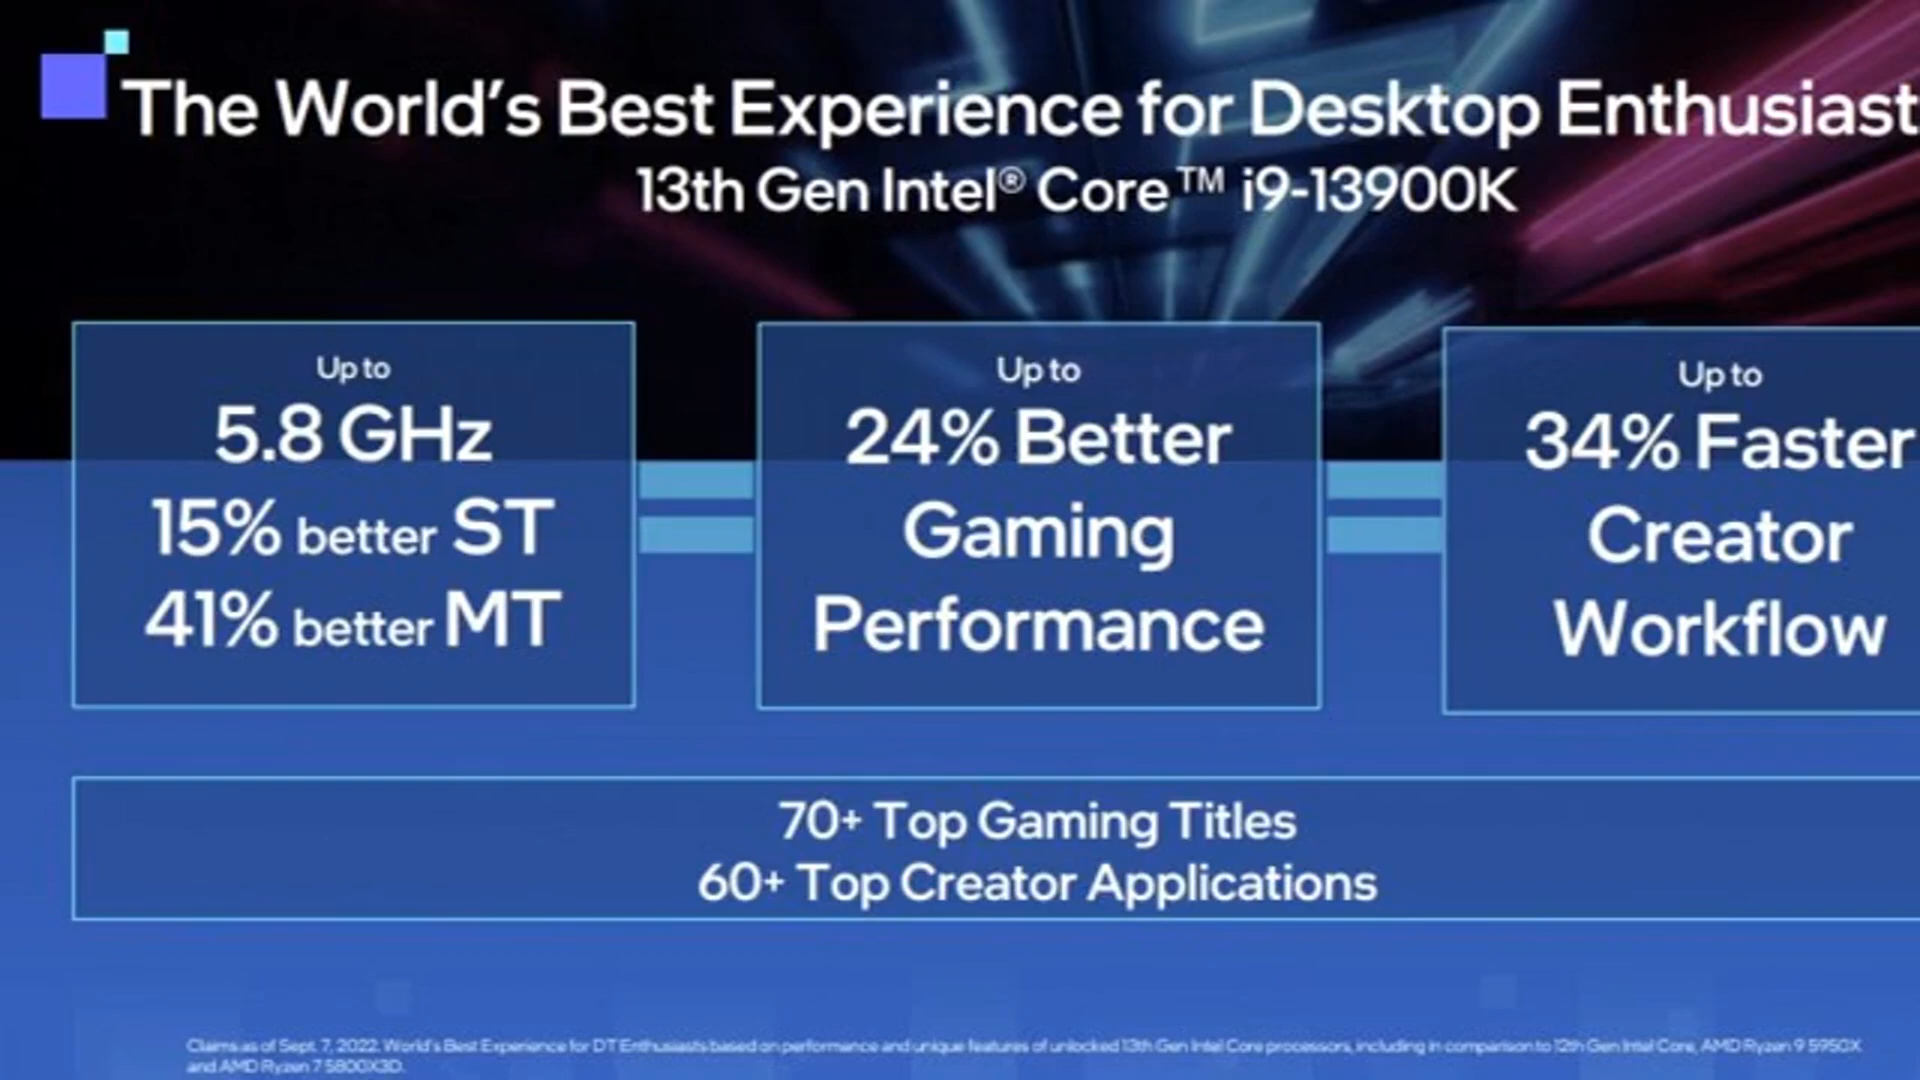 The World's Best Experience for Desktop Enthusiast
13th Gen Intel® Core™ i9-13900K
Up to
5.8 GHz
15% better ST
41% better MT
Up to
24% Better
Gaming
Performance
Up to
34% Faster
Creator
Workflow
70+ Top Gaming Titles
60+ Top Creator Applications
Claims as of Sept. 7, 2022. World's Best Experience for DT Enthusiasts based on performance and unique features of unlocked 13th Gen Intel Core processors, including in comparison to 12th Gen Intel Core, AMD Ryzen 9 5950X
and AMD Ryzen 7 5800X3D.